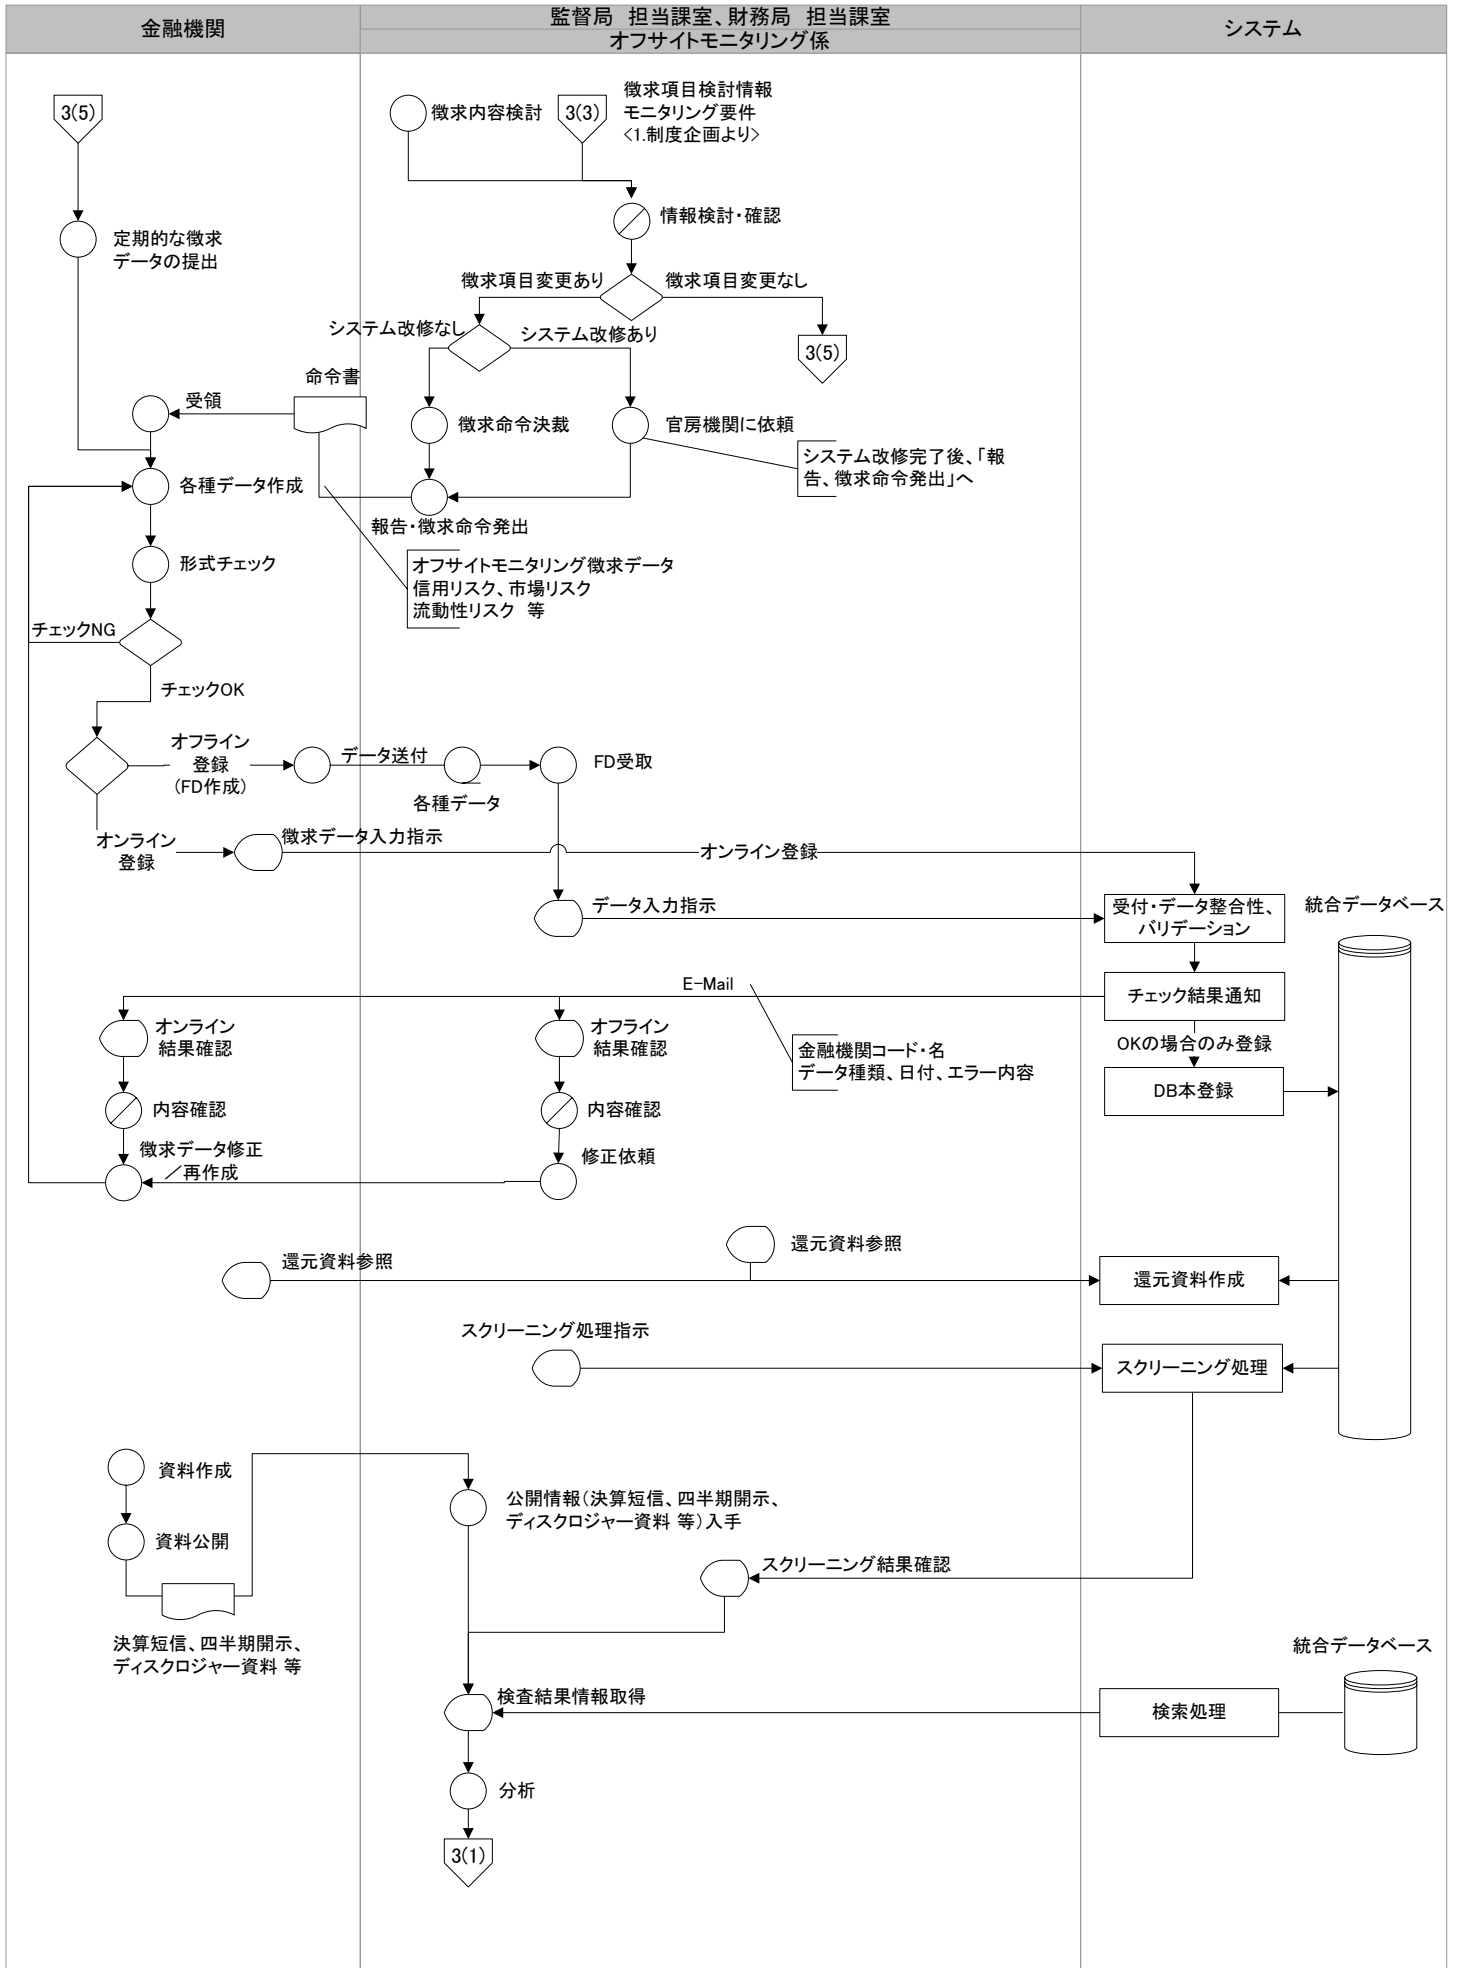 金融機関
監督局　担当課室、財務局　担当課室
オフサイトモニタリング係
システム
3(5)
徴求内容検討
3(3)
徴求項目検討情報
モニタリング要件
<1.制度企画より>
定期的な徴求
データの提出
情報検討・確認
徴求項目変更あり
徴求項目変更なし
システム改修なし
システム改修あり
3(5)
命令書
受領
徴求命令決裁
官房機関に依頼
システム改修完了後、「報
告、徴求命令発出」へ
各種データ作成
報告・徴求命令発出
形式チェック
オフサイトモニタリング徴求データ
信用リスク、市場リスク
流動性リスク　等
チェックNG
チェックOK
オフライン
登録
(FD作成)
データ送付
各種データ
FD受取
オンライン
登録
徴求データ入力指示
オンライン登録
データ入力指示
受付・データ整合性、
バリデーション
統合データベース
E-Mail
チェック結果通知
オンライン
結果確認
オフライン
結果確認
金融機関コード・名
データ種類、日付、エラー内容
OKの場合のみ登録
DB本登録
内容確認
内容確認
徴求データ修正
／再作成
修正依頼
還元資料参照
還元資料参照
還元資料作成
スクリーニング処理指示
スクリーニング処理
資料作成
公開情報(決算短信、四半期開示、
ディスクロジャー資料 等)入手
資料公開
スクリーニング結果確認
決算短信、四半期開示、
ディスクロジャー資料 等
統合データベース
検査結果情報取得
検索処理
分析
3(1)